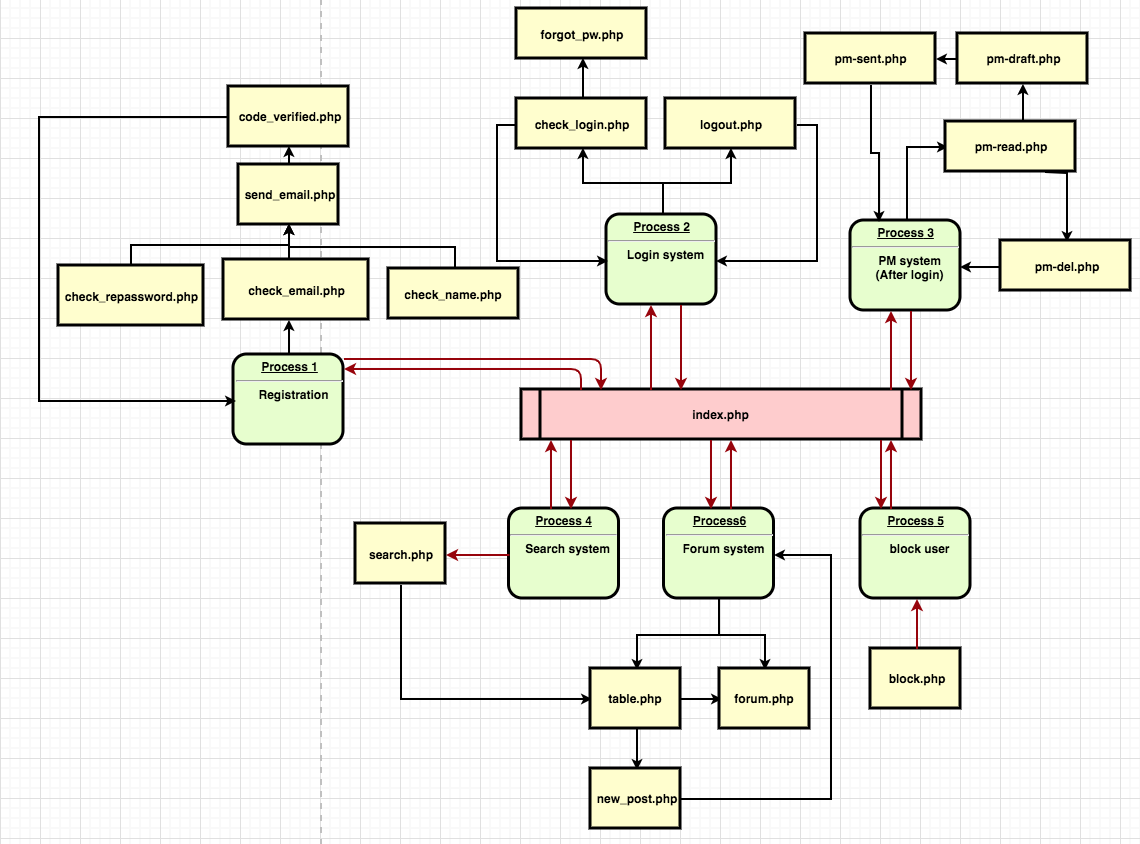 forgot_pw.php
pm-sent.php
pm-draft.php
code_verified.php
check_login.php
logout.php
pm-read.php
send_email.php
Process 2
Login system
Process 3
PM system
(After login)
pm-del.php
check_repassword.php
check_email.php
check_name.php
Process 1
Registration
index.php
Process 4
Search system
Process6
Forum system
Process 5
block user
search.php
block.php
table.php
forum.php
new_post.php